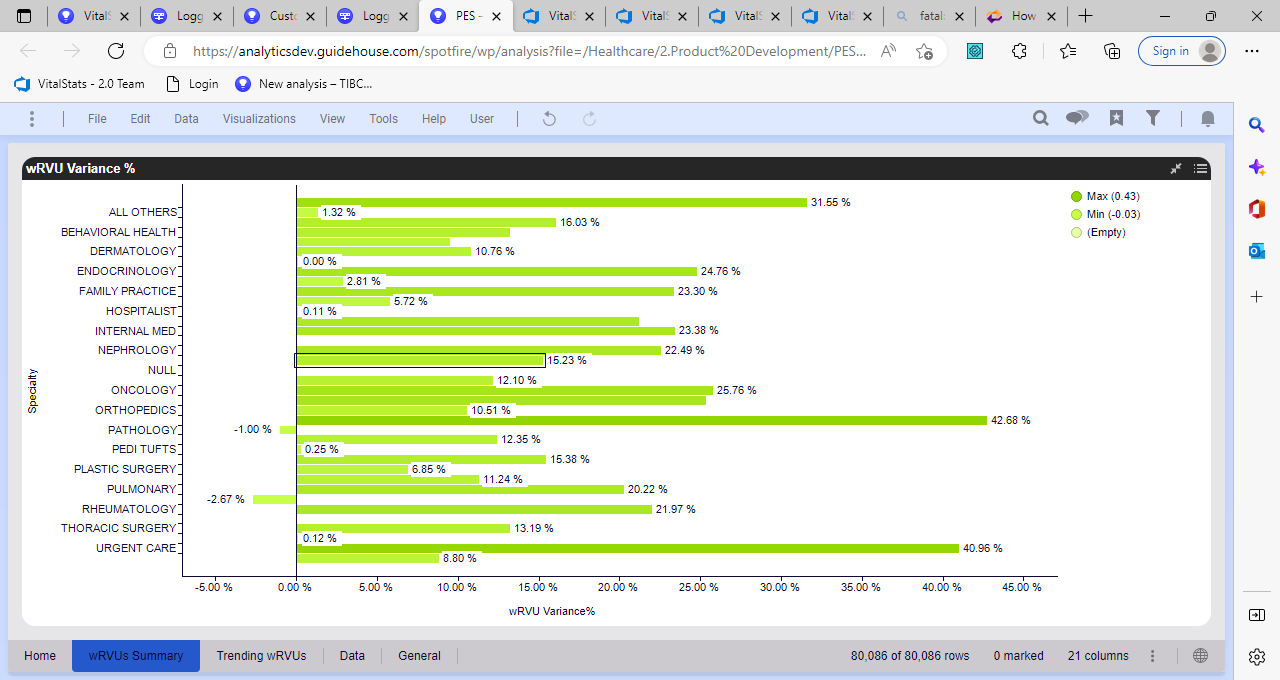 VitalS
Logg
Custo
Logg
PES -
VitalS
VitalS
VitalS
VitalS
fatal:
How
https://analyticsdev.guidehouse.com/spotfire/wp/analysis?file=/Healthcare/2.Product%20Development/PES...
Sign in
VitalStats - 2.0 Team
Login
New analysis – TIBC...
File Edit Data Visualizations View Tools Help User
wRVU Variance %
Max (0.43)
Min (-0.03)
(Empty)
Specialty
31.55 %
ALL OTHERS 1.32 %
16.03 %
BEHAVIORAL HEALTH
DERMATOLOGY 10.76 %
0.00 %
ENDOCRINOLOGY 24.76 %
2.81 %
FAMILY PRACTICE 23.30 %
5.72 %
HOSPITALIST 0.11 %
INTERNAL MED 23.38 %
NEPHROLOGY 22.49 %
15.23 %
NULL
12.10 %
ONCOLOGY 25.76 %
ORTHOPEDICS 10.51 %
42.68 %
PATHOLOGY -1.00 %
12.35 %
PEDI TUFTS 0.25 %
15.38 %
PLASTIC SURGERY 6.85 %
11.24 %
PULMONARY 20.22 %
-2.67 %
RHEUMATOLOGY 21.97 %
THORACIC SURGERY 13.19 %
0.12 %
URGENT CARE 40.96 %
8.80 %
-5.00 % 0.00 % 5.00 % 10.00 % 15.00 % 20.00 % 25.00 % 30.00 % 35.00 % 40.00 % 45.00 %
wRVU Variance%
Home wRVUs Summary Trending wRVUs Data General
80,086 of 80,086 rows 0 marked 21 columns